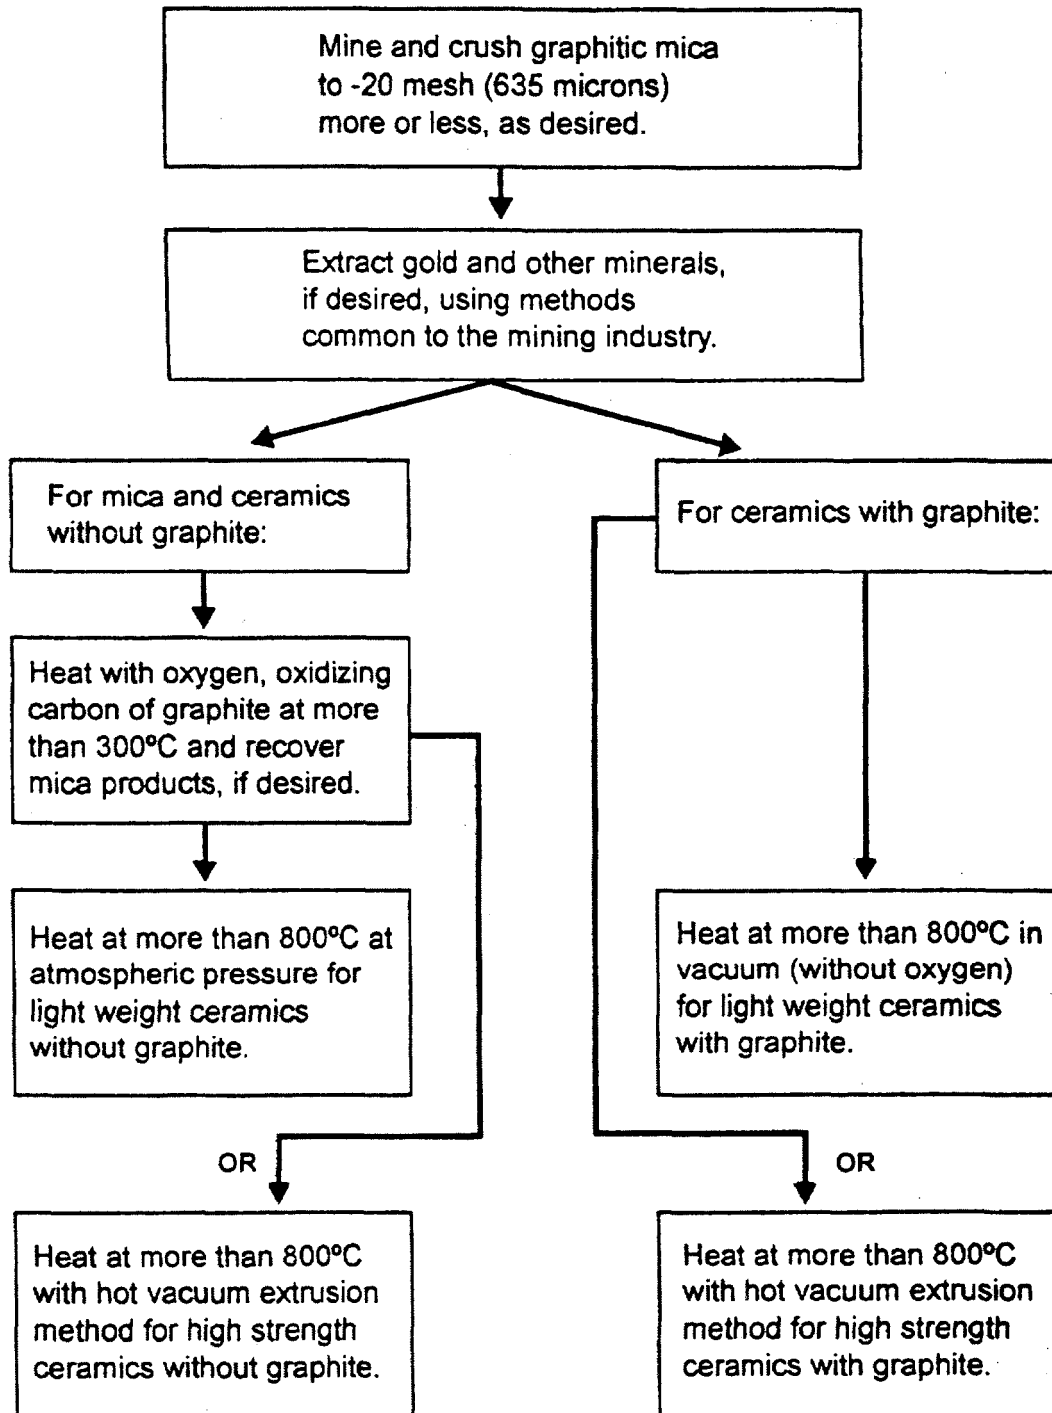 Mine and crush graphitic mica
to -20 mesh (635 microns)
more or less, as desired.
Extract gold and other minerals,
if desired, using methods
common to the mining industry.
For mica and ceramics
without graphite:
For ceramics with graphite:
Heat with oxygen, oxidizing
carbon of graphite at more
than 300ºC and recover
mica products, if desired.
Heat at more than 800ºC at
atmospheric pressure for
light weight ceramics
without graphite.
Heat at more than 800ºC in
vacuum (without oxygen)
for light weight ceramics
with graphite.
OR
OR
Heat at more than 800ºC
with hot vacuum extrusion
method for high strength
ceramics without graphite.
Heat at more than 800ºC
with hot vacuum extrusion
method for high strength
ceramics with graphite.